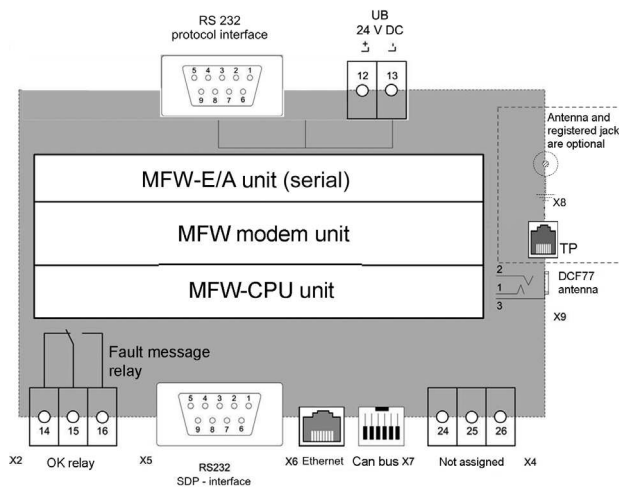 RS 232
protocol interface
UB
24 V DC
+ -
5 4 3 2 1
9 8 7 6
12 13
Antenna and
registered jack
are optional
X8
TP
MFW-E/A unit (serial)
MFW modem unit
MFW-CPU unit
2
1
3
DCF77
antenna
X9
Fault message
relay
14 15 16
5 4 3 2 1
9 8 7 6
24 25 26
X2 OK relay
X5 RS232
SDP - interface
X6 Ethernet
Can bus X7
Not assigned X4